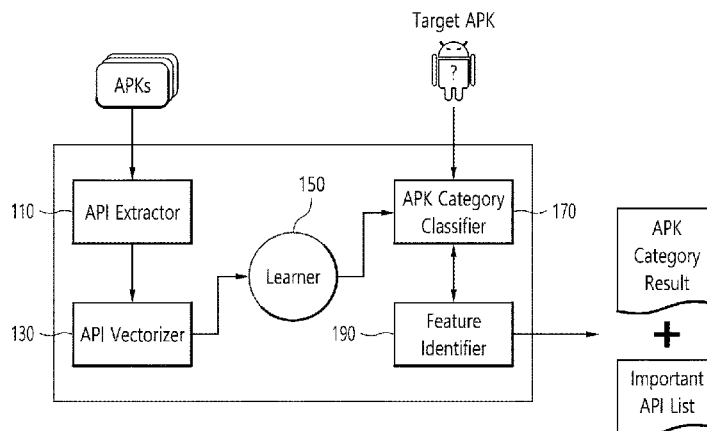 Target APK
?
APKs
110
API Extractor
150
APK Category
Classifier
170
Learner
130
API Vectorizer
190
Feature
Identifier
APK
Category
Result
+
Important
API List